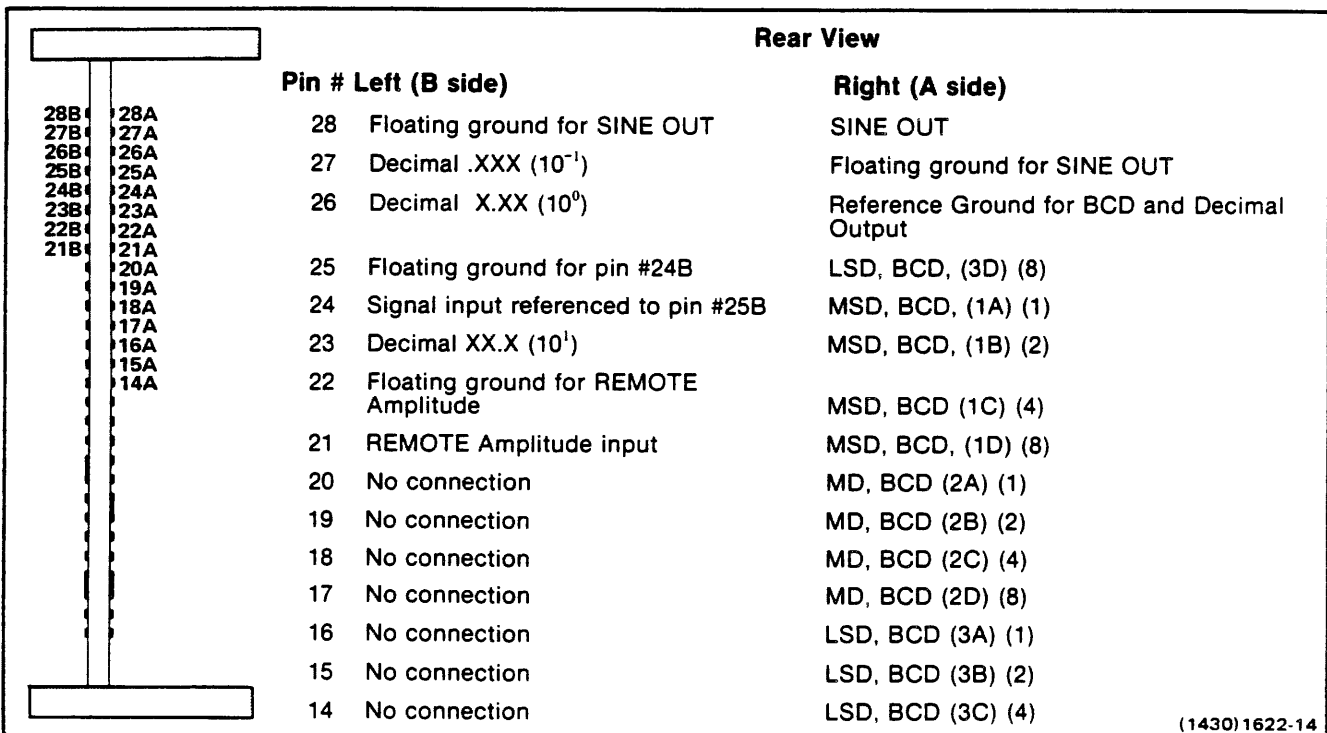 Rear View
Pin # Left (B side) Right (A side)
28B 28A
27B 27A
26B 26A
25B 25A
24B 24A
23B 23A
22B 22A
21B 21A
20A
19A
18A
17A
16A
15A
14A
28 Floating ground for SINE OUT SINE OUT
27 Decimal .XXX (10⁻¹) Floating ground for SINE OUT
26 Decimal X.XX (10⁰) Reference Ground for BCD and Decimal
Output
25 Floating ground for pin #24B LSD, BCD, (3D) (8)
24 Signal input referenced to pin #25B MSD, BCD, (1A) (1)
23 Decimal XX.X (10¹) MSD, BCD, (1B) (2)
22 Floating ground for REMOTE
Amplitude MSD, BCD (1C) (4)
21 REMOTE Amplitude input MSD, BCD, (1D) (8)
20 No connection MD, BCD (2A) (1)
19 No connection MD, BCD (2B) (2)
18 No connection MD, BCD (2C) (4)
17 No connection MD, BCD (2D) (8)
16 No connection LSD, BCD (3A) (1)
15 No connection LSD, BCD (3B) (2)
14 No connection LSD, BCD (3C) (4)
(1430)1622-14